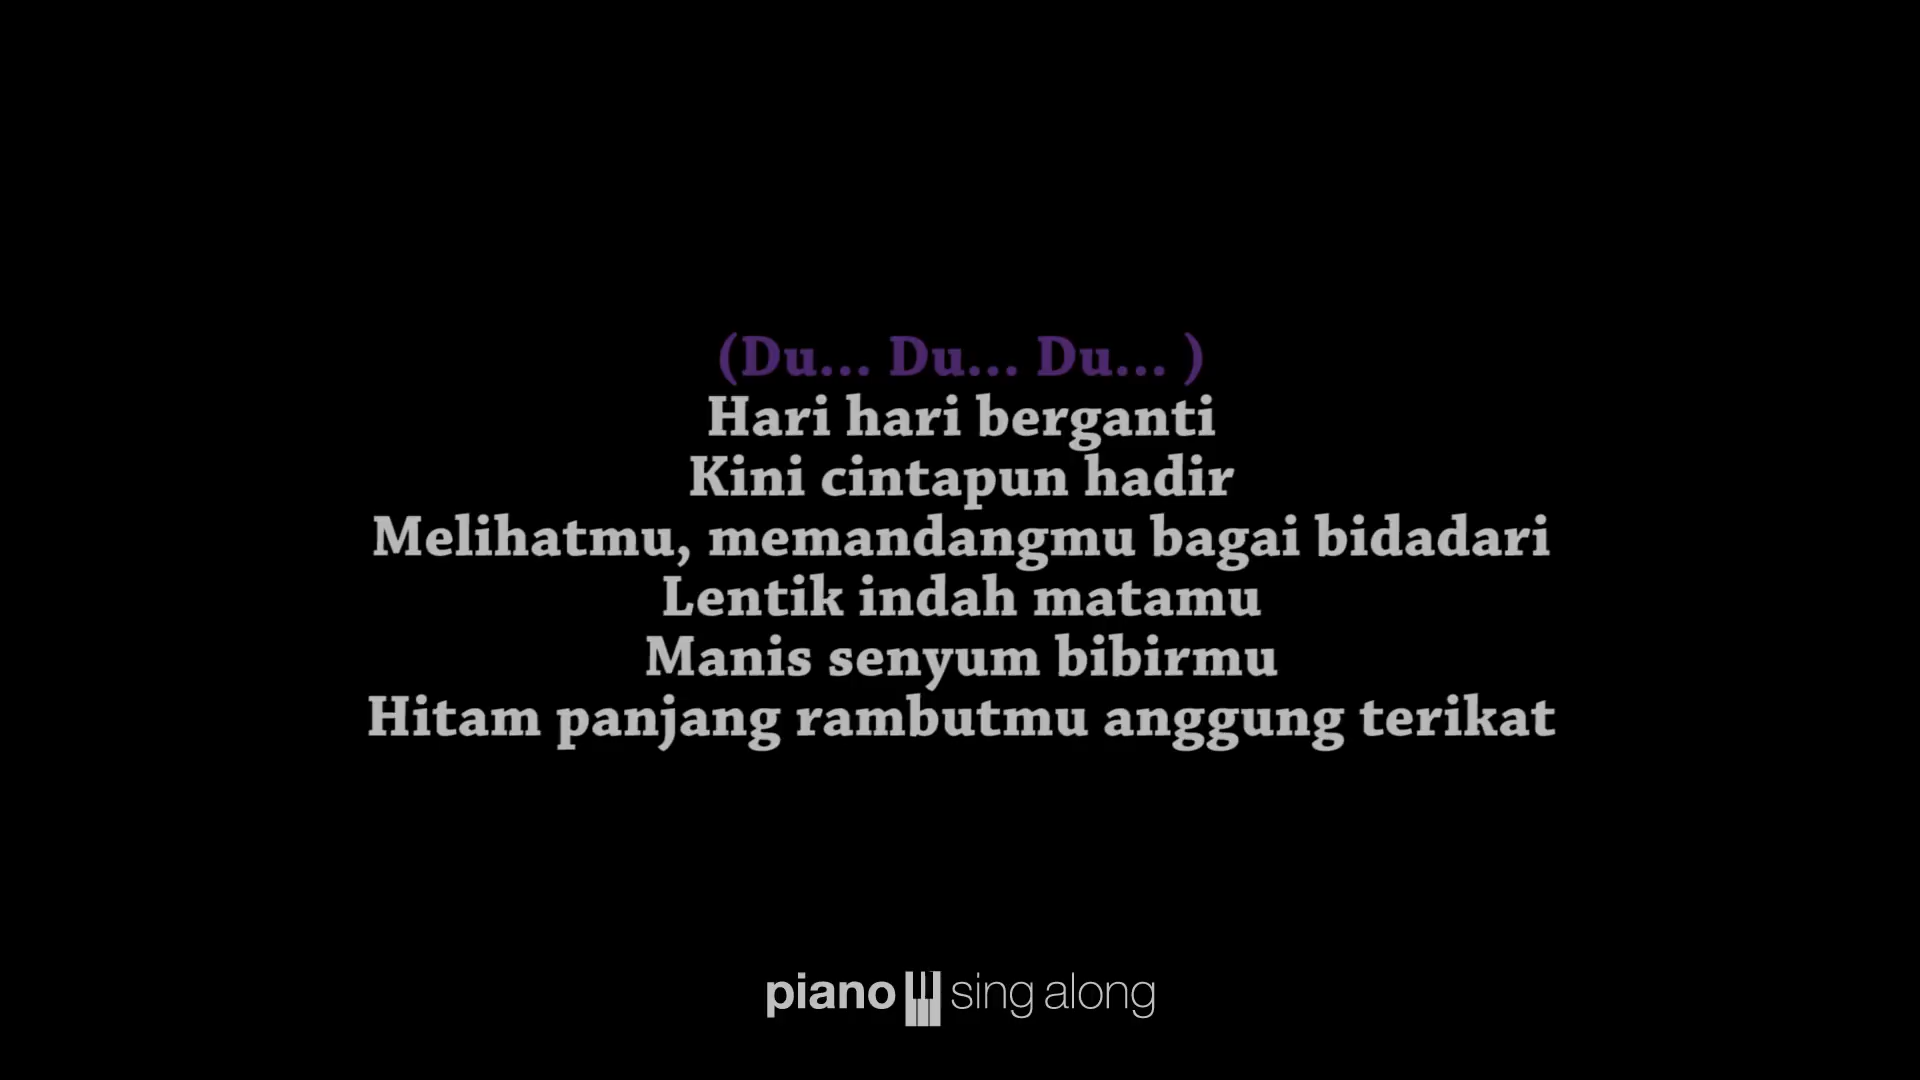 (Du... Du... Du... )
Hari hari berganti
Kini cintapun hadir
Melihatmu, memandangmu bagai bidadari
Lentik indah matamu
Manis senyum bibirmu
Hitam panjang rambutmu anggung terikat
piano sing along